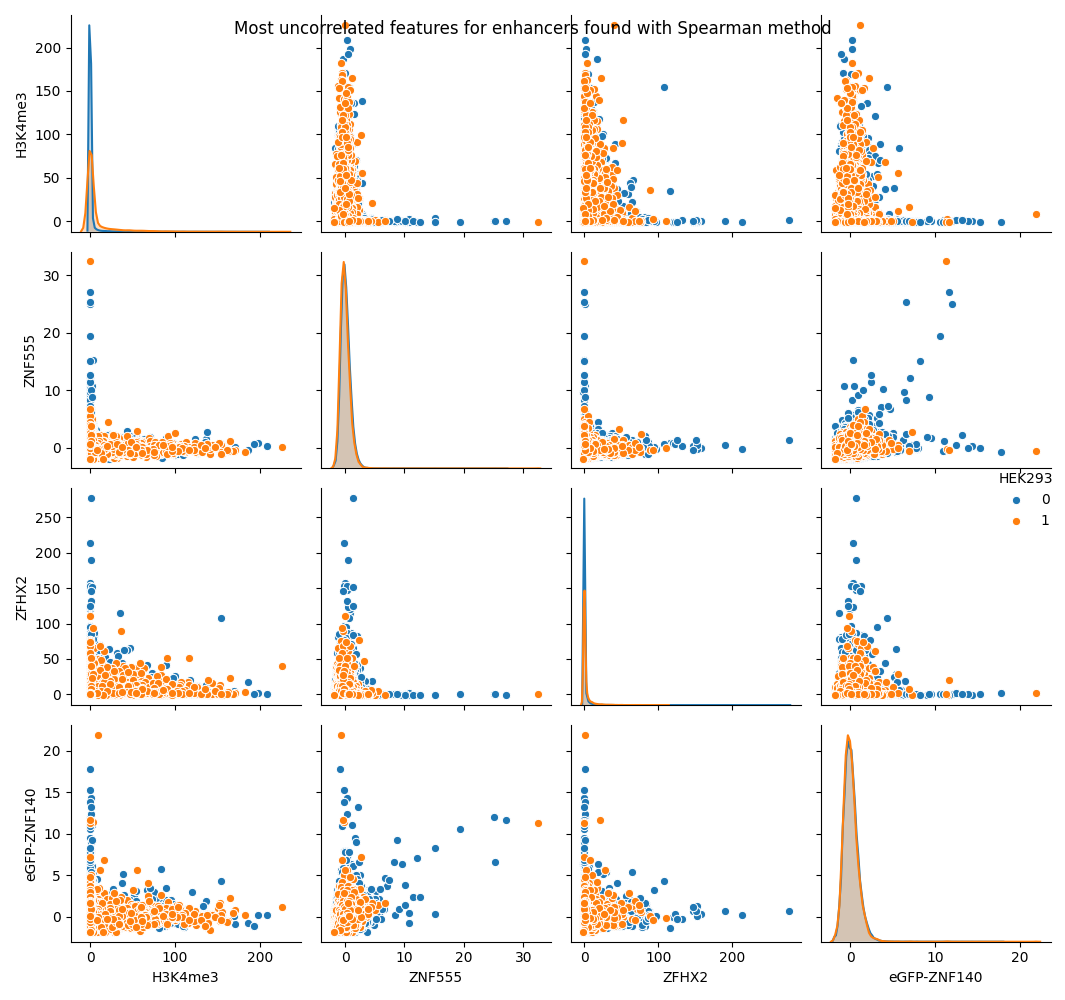 Most uncorrelated features for enhancers found with Spearman method
200
150
100
50
0
H3K4me3
30
20
10
0
ZNF555
HEK293
0
1
250
200
150
100
50
0
ZFHX2
20
15
10
5
0
eGFP-ZNF140
0 100 200 0 10 20 30 0 100 200 0 10 20
H3K4me3 ZNF555 ZFHX2 eGFP-ZNF140